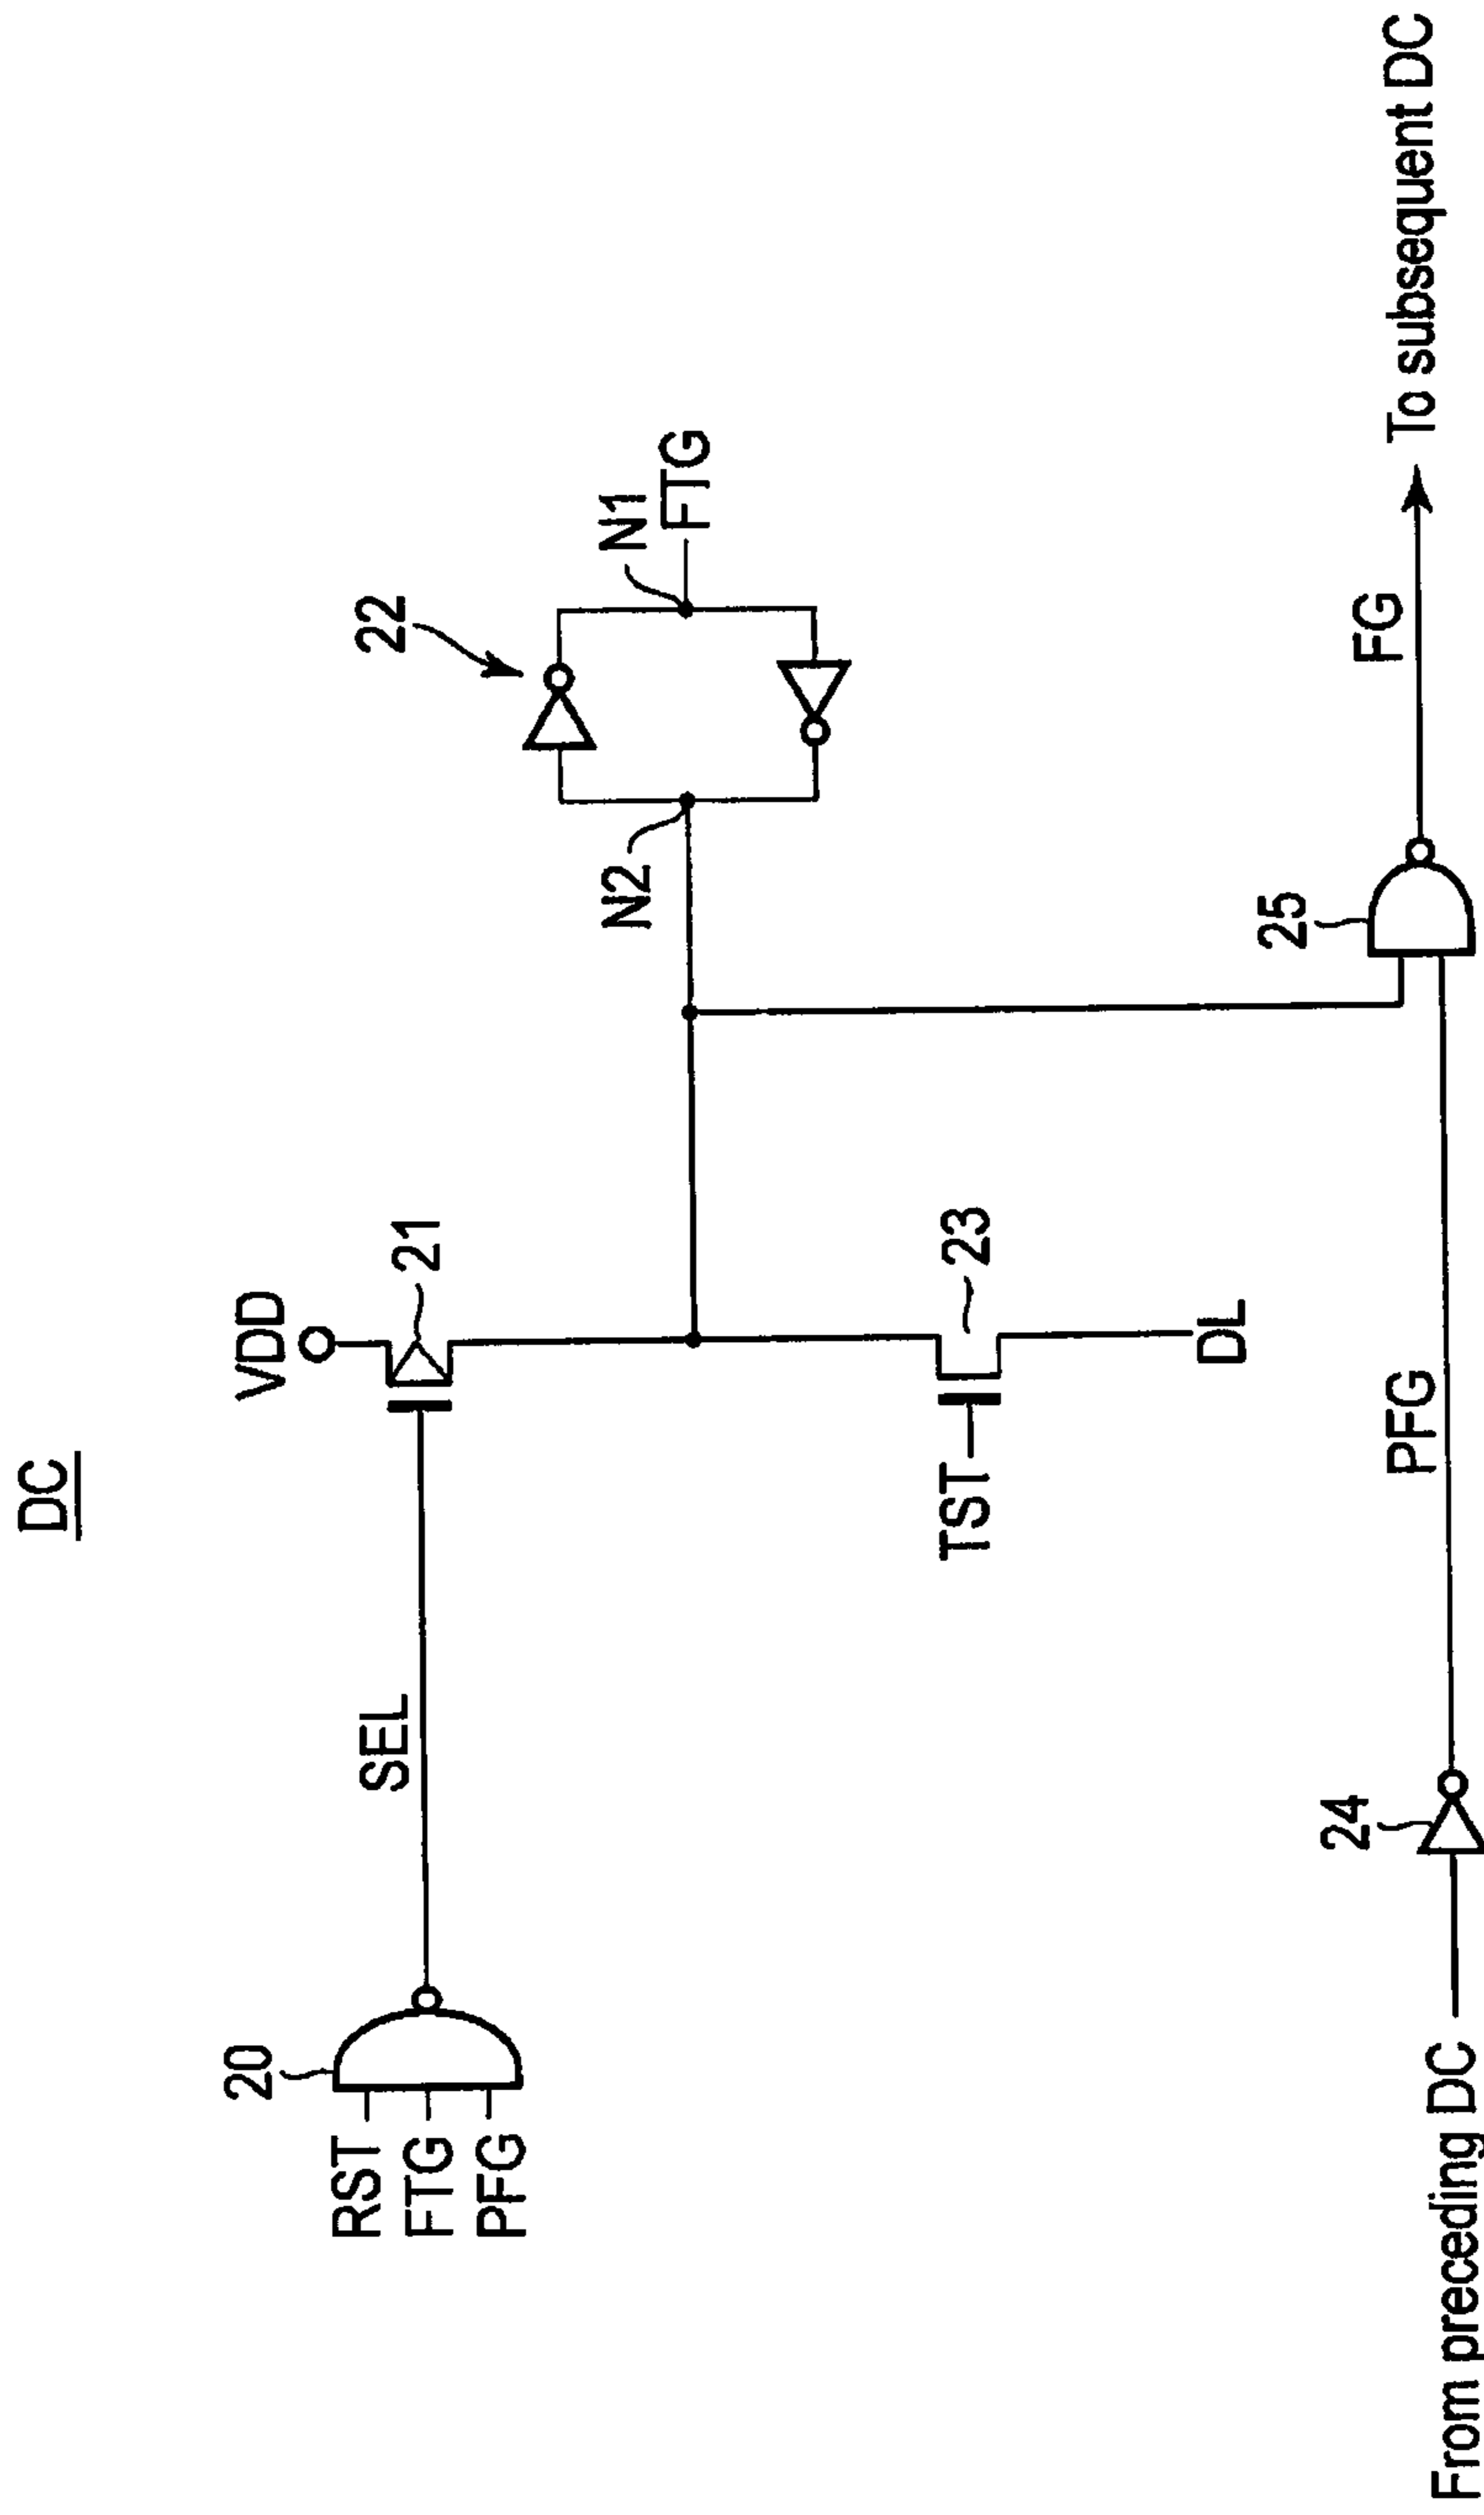 DC
VDD
20
RST
FTG
PFG
SEL
21
22
N2
N1
F̅T̅G̅
TST
23
DL
25
FG
To subsequent DC
24
PFG
From preceding DC